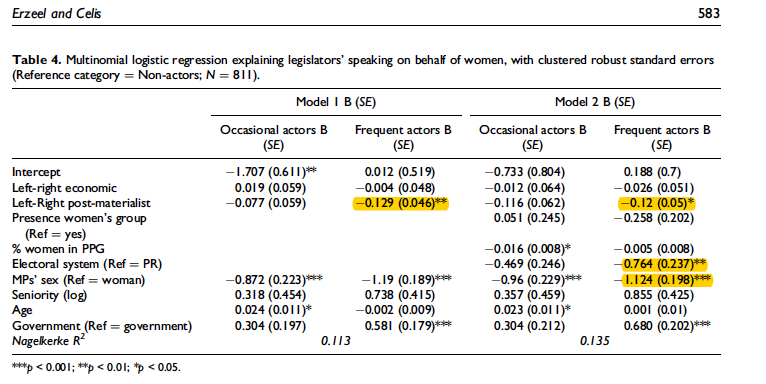 Erzeel and Celis 583
Table 4. Multinomial logistic regression explaining legislators' speaking on behalf of women, with clustered robust standard errors
(Reference category = Non-actors; N = 811).
Model 1 B (SE) Model 2 B (SE)
Occasional actors B Frequent actors B Occasional actors B Frequent actors B
(SE) (SE) (SE) (SE)
Intercept −1.707 (0.611)** 0.012 (0.519) −0.733 (0.804) 0.188 (0.7)
Left-right economic 0.019 (0.059) −0.004 (0.048) −0.012 (0.064) −0.026 (0.051)
Left-Right post-materialist −0.077 (0.059) −0.129 (0.046)** −0.116 (0.062) −0.12 (0.05)*
Presence women's group 0.051 (0.245) −0.258 (0.202)
(Ref = yes)
% women in PPG −0.016 (0.008)* −0.005 (0.008)
Electoral system (Ref = PR) −0.469 (0.246) −0.764 (0.237)**
MPs' sex (Ref = woman) −0.872 (0.223)*** −1.19 (0.189)*** −0.96 (0.229)*** −1.124 (0.198)***
Seniority (log) 0.318 (0.454) 0.738 (0.415) 0.357 (0.459) 0.855 (0.425)
Age 0.024 (0.011)* −0.002 (0.009) 0.023 (0.011)* 0.001 (0.01)
Government (Ref = government) 0.304 (0.197) 0.581 (0.179)*** 0.304 (0.212) 0.680 (0.202)***
Nagelkerke R² 0.113 0.135
***p < 0.001; **p < 0.01; *p < 0.05.